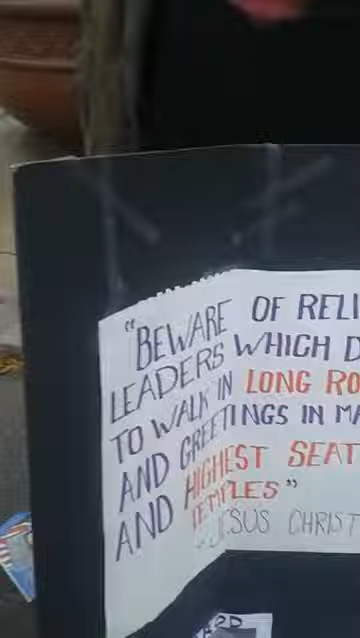 "BEWARE OF RELI
LEADERS WHICH D
TO WALK IN LONG RO
AND GREETINGS IN MA
AND HIGHEST SEAT
TEMPLES"
- JESUS CHRIST